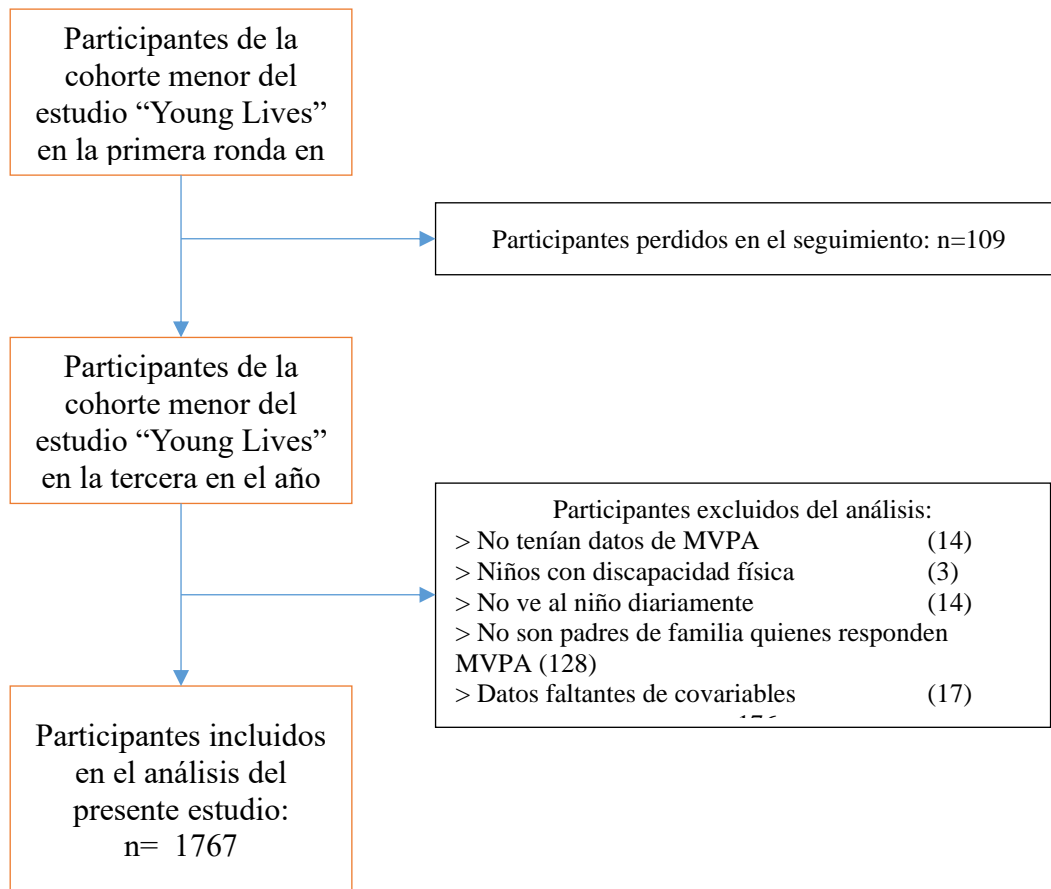 Participantes de la
cohorte menor del
estudio “Young Lives”
en la primera ronda en
Participantes perdidos en el seguimiento: n=109
Participantes de la
cohorte menor del
estudio “Young Lives”
en la tercera en el año
Participantes excluidos del análisis:
> No tenían datos de MVPA (14)
> Niños con discapacidad física (3)
> No ve al niño diariamente (14)
> No son padres de familia quienes responden
MVPA (128)
> Datos faltantes de covariables (17)
Participantes incluidos
en el análisis del
presente estudio:
n= 1767